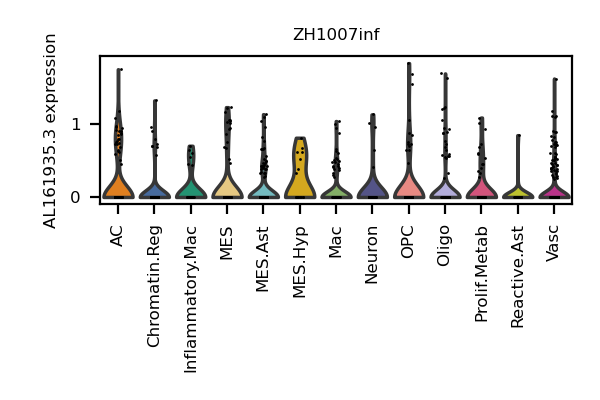 ZH1007inf
AL161935.3 expression
1
0
AC
Chromatin.Reg
Inflammatory.Mac
MES
MES.Ast
MES.Hyp
Mac
Neuron
OPC
Oligo
Prolif.Metab
Reactive.Ast
Vasc